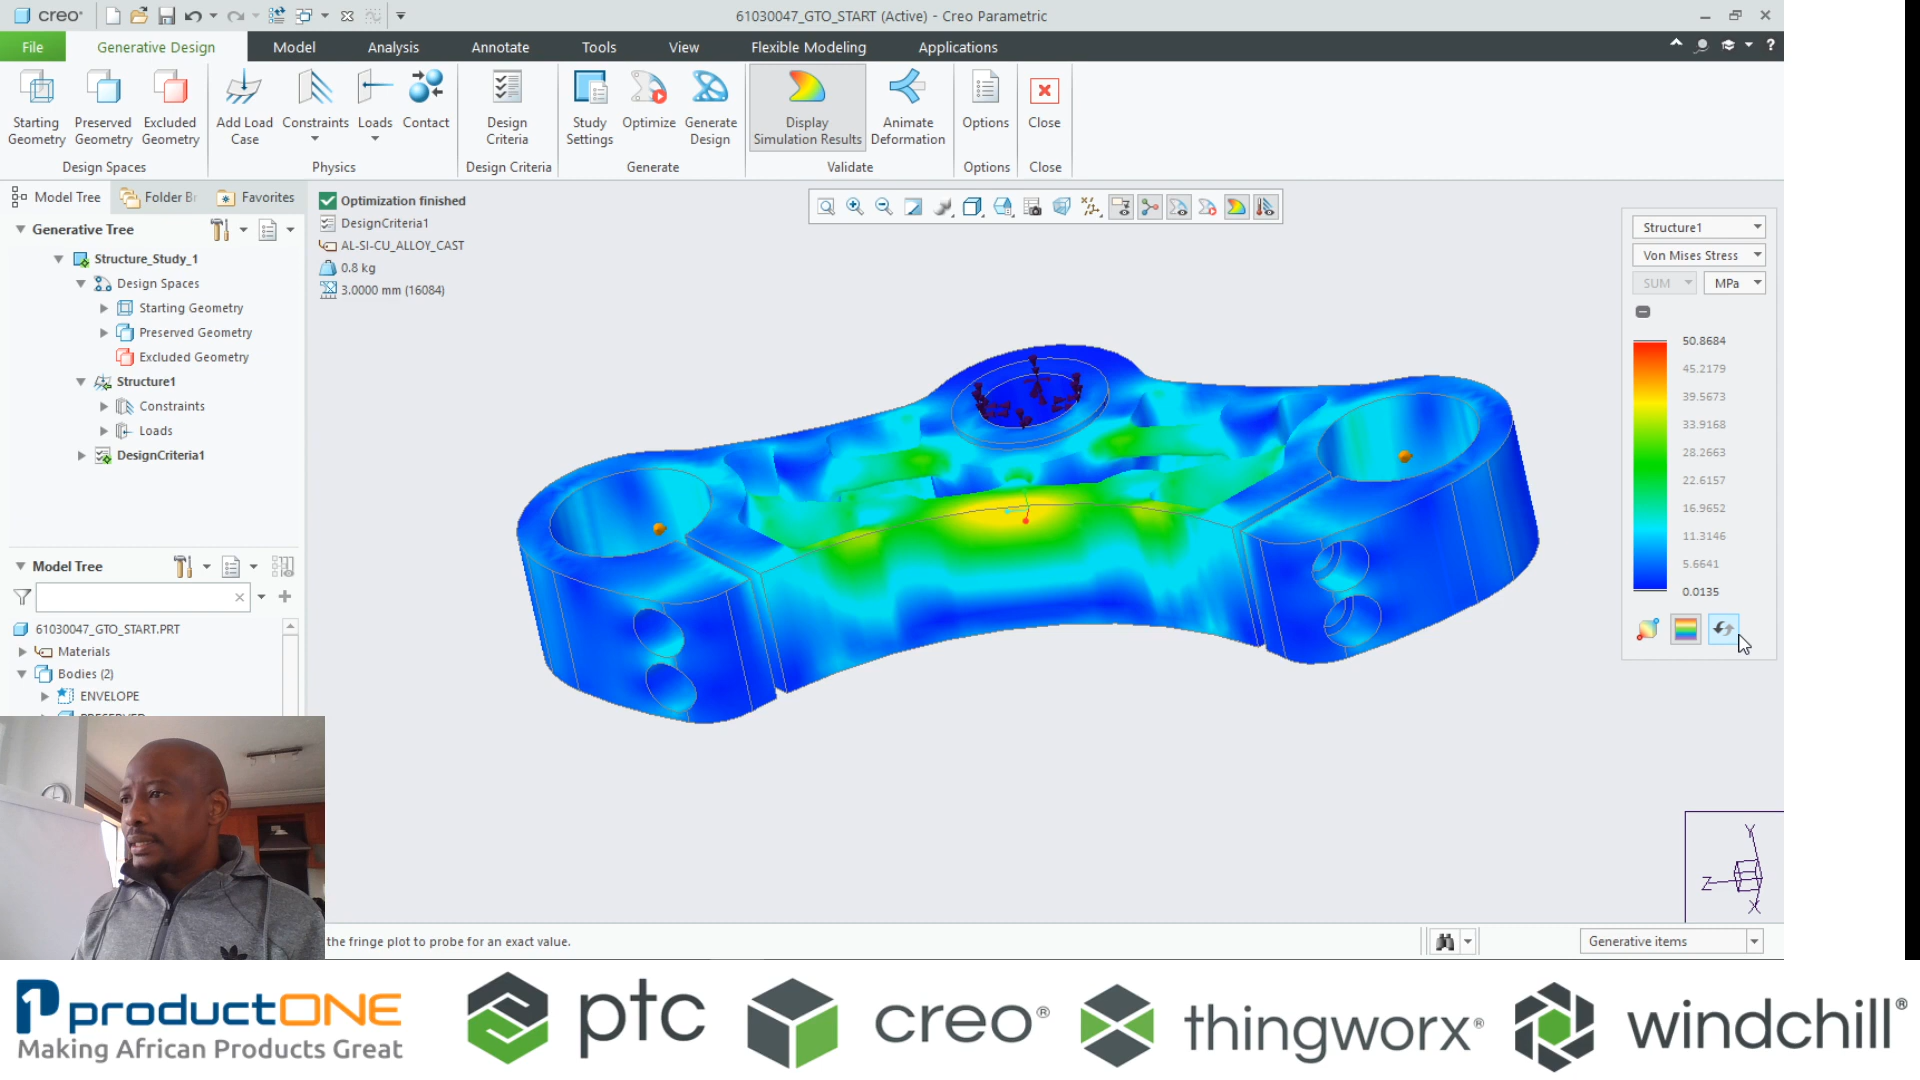 creo®
61030047_GTO_START (Active) - Creo Parametric
File
Generative Design
Model
Analysis
Annotate
Tools
View
Flexible Modeling
Applications
Starting Geometry
Preserved Geometry
Excluded Geometry
Add Load Case
Constraints
Loads
Contact
Design Criteria
Study Settings
Optimize
Generate Design
Display Simulation Results
Animate Deformation
Options
Close
Design Spaces
Physics
Design Criteria
Generate
Validate
Options
Close
Model Tree
Folder Br
Favorites
Generative Tree
Structure_Study_1
Design Spaces
Starting Geometry
Preserved Geometry
Excluded Geometry
Structure1
Constraints
Loads
DesignCriteria1
Model Tree
61030047_GTO_START.PRT
Materials
Bodies (2)
ENVELOPE
Optimization finished
DesignCriteria1
AL-SI-CU_ALLOY_CAST
0.8 kg
3.0000 mm (16084)
Structure1
Von Mises Stress
SUM
MPa
50.8684
45.2179
39.5673
33.9168
28.2663
22.6157
16.9652
11.3146
5.6641
0.0135
Y
Z
X
the fringe plot to probe for an exact value.
Generative items
productONE
Making African Products Great
ptc
creo®
thingworx®
windchill®